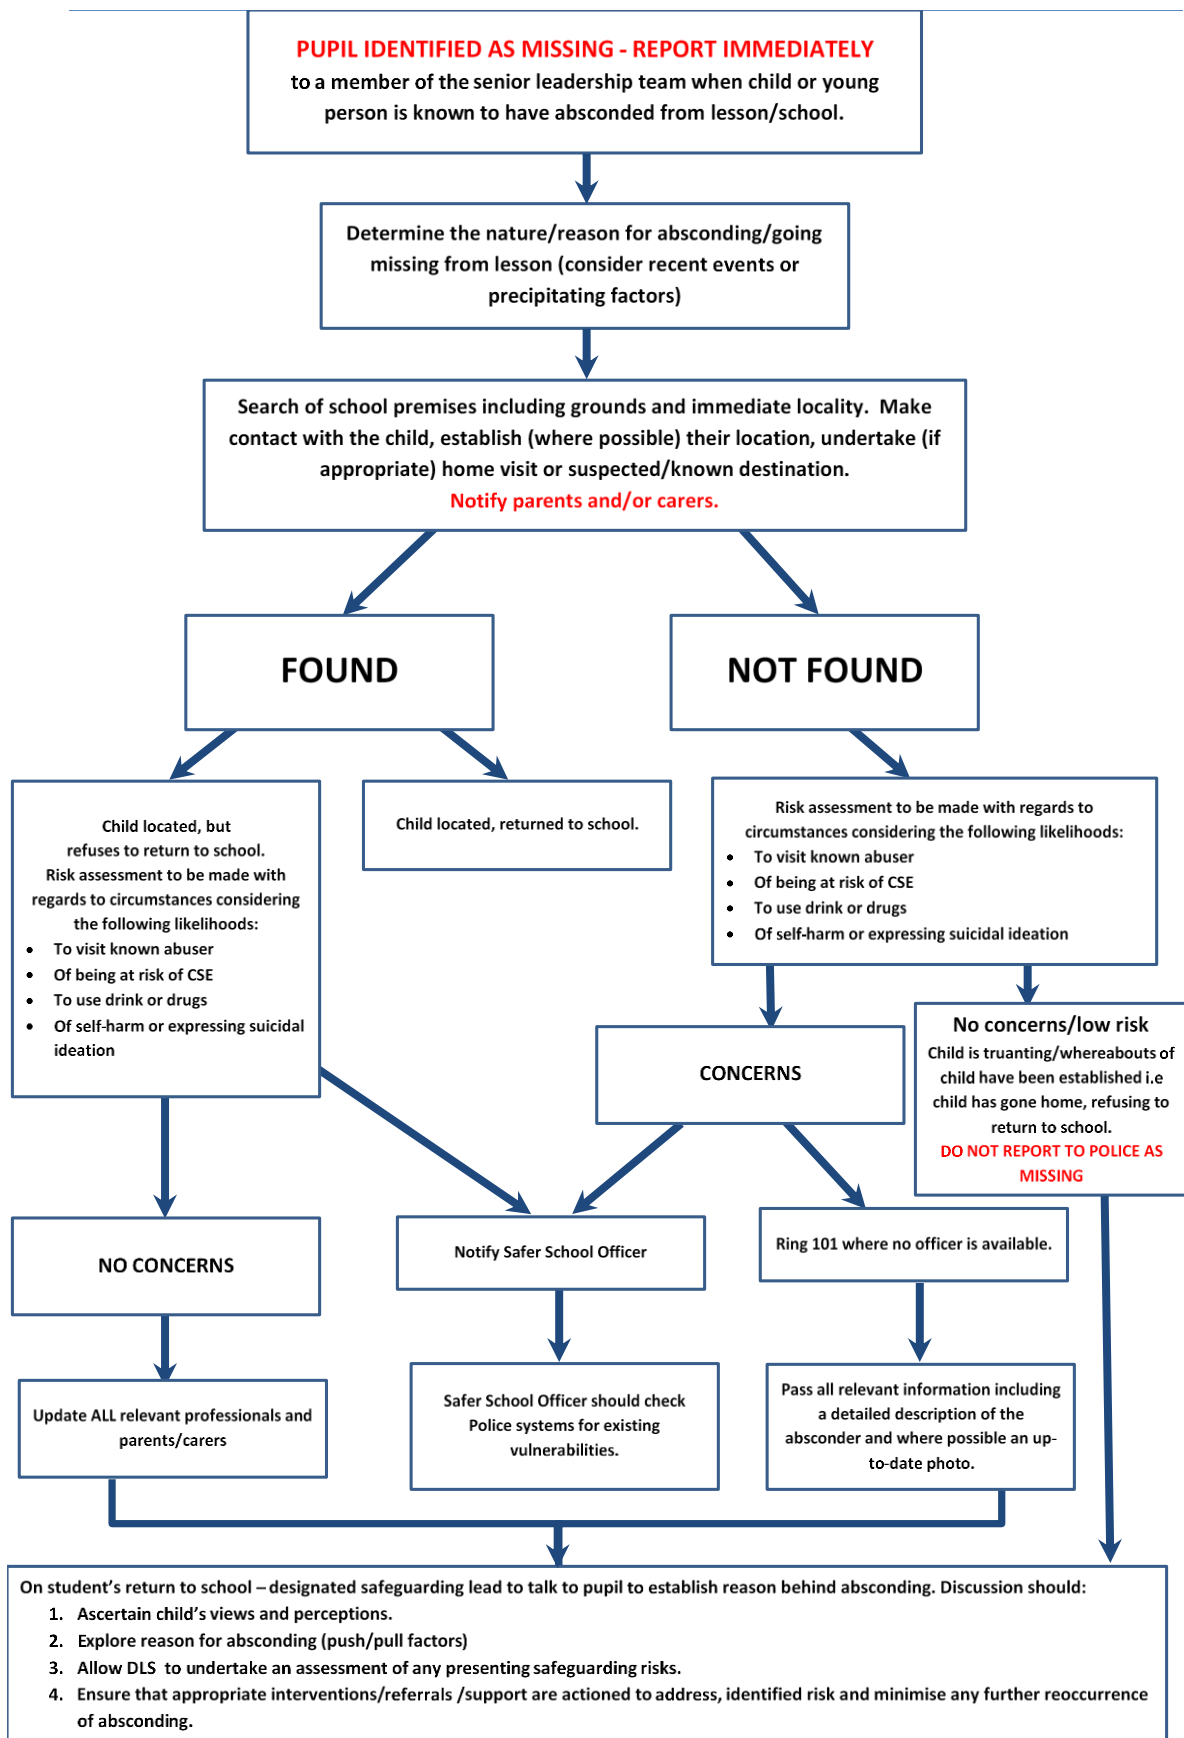 PUPIL IDENTIFIED AS MISSING - REPORT IMMEDIATELY
to a member of the senior leadership team when child or young
person is known to have absconded from lesson/school.
Determine the nature/reason for absconding/going
missing from lesson (consider recent events or
precipitating factors)
Search of school premises including grounds and immediate locality.  Make
contact with the child, establish (where possible) their location, undertake (if
appropriate) home visit or suspected/known destination.
Notify parents and/or carers.
FOUND
NOT FOUND
Child located, but
refuses to return to school.
Risk assessment to be made with
regards to circumstances considering
the following likelihoods:
• To visit known abuser
• Of being at risk of CSE
• To use drink or drugs
• Of self-harm or expressing suicidal
ideation
Child located, returned to school.
Risk assessment to be made with regards to
circumstances considering the following likelihoods:
• To visit known abuser
• Of being at risk of CSE
• To use drink or drugs
• Of self-harm or expressing suicidal ideation
CONCERNS
No concerns/low risk
Child is truanting/whereabouts of
child have been established i.e
child has gone home, refusing to
return to school.
DO NOT REPORT TO POLICE AS
MISSING
NO CONCERNS
Notify Safer School Officer
Ring 101 where no officer is available.
Update ALL relevant professionals and
parents/carers
Safer School Officer should check
Police systems for existing
vulnerabilities.
Pass all relevant information including
a detailed description of the
absconder and where possible an up-
to-date photo.
On student's return to school – designated safeguarding lead to talk to pupil to establish reason behind absconding. Discussion should:
1. Ascertain child's views and perceptions.
2. Explore reason for absconding (push/pull factors)
3. Allow DLS  to undertake an assessment of any presenting safeguarding risks.
4. Ensure that appropriate interventions/referrals /support are actioned to address, identified risk and minimise any further reoccurrence
of absconding.